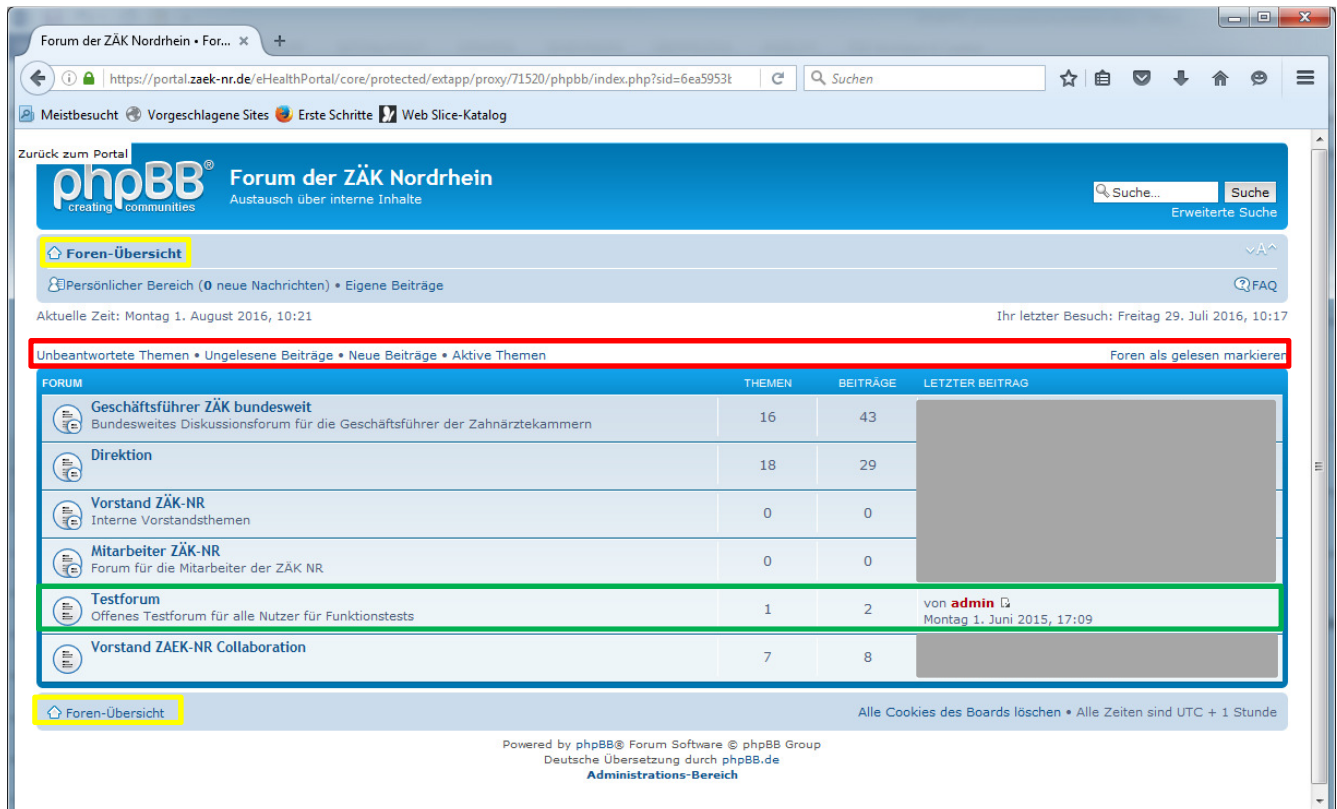 Forum der ZÄK Nordrhein • For... × +
https://portal.zaek-nr.de/eHealthPortal/core/protected/extapp/proxy/71520/phpbb/index.php?sid=6ea5953b Suchen
Meistbesucht Vorgeschlagene Sites Erste Schritte Web Slice-Katalog
Zurück zum Portal
phpBB® Forum der ZÄK Nordrhein
creating communities Austausch über interne Inhalte
Suche... Suche
Erweiterte Suche
Foren-Übersicht A
Persönlicher Bereich (0 neue Nachrichten) • Eigene Beiträge FAQ
Aktuelle Zeit: Montag 1. August 2016, 10:21 Ihr letzter Besuch: Freitag 29. Juli 2016, 10:17
Unbeantwortete Themen • Ungelesene Beiträge • Neue Beiträge • Aktive Themen Foren als gelesen markieren
FORUM THEMEN BEITRÄGE LETZTER BEITRAG
Geschäftsführer ZÄK bundesweit 16 43
Bundesweites Diskussionsforum für die Geschäftsführer der Zahnärztekammern
Direktion 18 29
Vorstand ZÄK-NR 0 0
Interne Vorstandsthemen
Mitarbeiter ZÄK-NR 0 0
Forum für die Mitarbeiter der ZÄK NR
Testforum 1 2 von admin
Offenes Testforum für alle Nutzer für Funktionstests Montag 1. Juni 2015, 17:09
Vorstand ZAEK-NR Collaboration 7 8
Foren-Übersicht Alle Cookies des Boards löschen • Alle Zeiten sind UTC + 1 Stunde
Powered by phpBB® Forum Software © phpBB Group
Deutsche Übersetzung durch phpBB.de
Administrations-Bereich